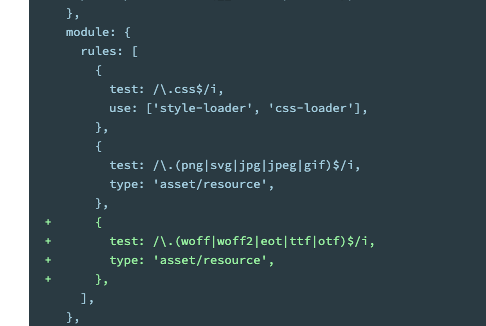 },
module: {
rules: [
{
test: /\.css$/i,
use: ['style-loader', 'css-loader'],
},
{
test: /\.(png|svg|jpg|jpeg|gif)$/i,
type: 'asset/resource',
},
+ {
+ test: /\.(woff|woff2|eot|ttf|otf)$/i,
+ type: 'asset/resource',
+ },
],
},